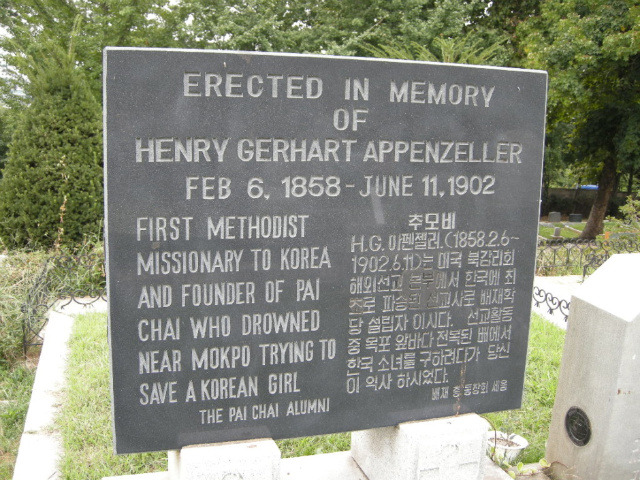 ERECTED IN MEMORY
OF
HENRY GERHART APPENZELLER
FEB 6, 1858 - JUNE 11, 1902
FIRST METHODIST
MISSIONARY TO KOREA
AND FOUNDER OF PAI
CHAI WHO DROWNED
NEAR MOKPO TRYING TO
SAVE A KOREAN GIRL
THE PAI CHAI ALUMNI
추모비
H.G. 아펜젤러. (1858.2.6~
1902.6.11)는 미국 북감리회
해외선교 본부에서 한국에 최
초로 파송된 선교사로 배재학
당 설립자 이시다. 선교활동
중 목포 앞바다 전복된 배에서
한국 소녀를 구하려다가 당신
이 익사 하시었다.
배재 총동창회 세움